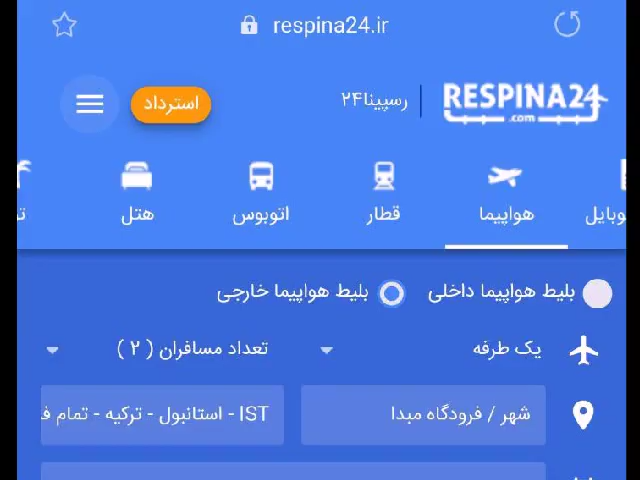 respina24.ir
RESPINA24
.com
رسپینا۲۴
استرداد
هواپیما
قطار
اتوبوس
هتل
بلیط هواپیما داخلی
بلیط هواپیما خارجی
یک طرفه
تعداد مسافران ( ۲ )
شهر / فرودگاه مبدا
IST - استانبول - ترکیه - تمام